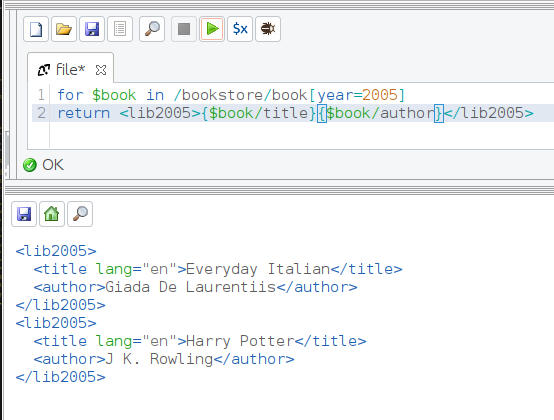 $x
file*
1 for $book in /bookstore/book[year=2005]
2 return <lib2005>{$book/title}{$book/author}</lib2005>
OK
<lib2005>
<title lang="en">Everyday Italian</title>
<author>Giada De Laurentiis</author>
</lib2005>
<lib2005>
<title lang="en">Harry Potter</title>
<author>J K. Rowling</author>
</lib2005>